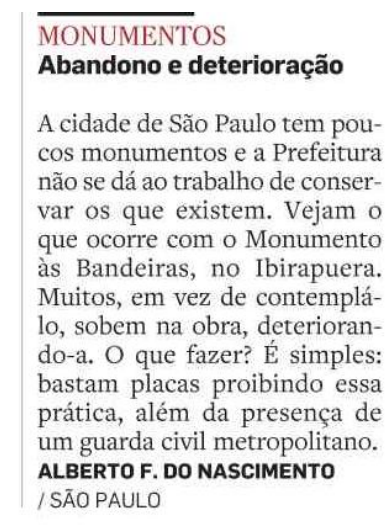 MONUMENTOS
Abandono e deterioração
A cidade de São Paulo tem pou-
cos monumentos e a Prefeitura
não se dá ao trabalho de conser-
var os que existem. Vejam o
que ocorre com o Monumento
às Bandeiras, no Ibirapuera.
Muitos, em vez de contemplá-
lo, sobem na obra, deterioran-
do-a. O que fazer? É simples:
bastam placas proibindo essa
prática, além da presença de
um guarda civil metropolitano.
ALBERTO F. DO NASCIMENTO
/ SÃO PAULO